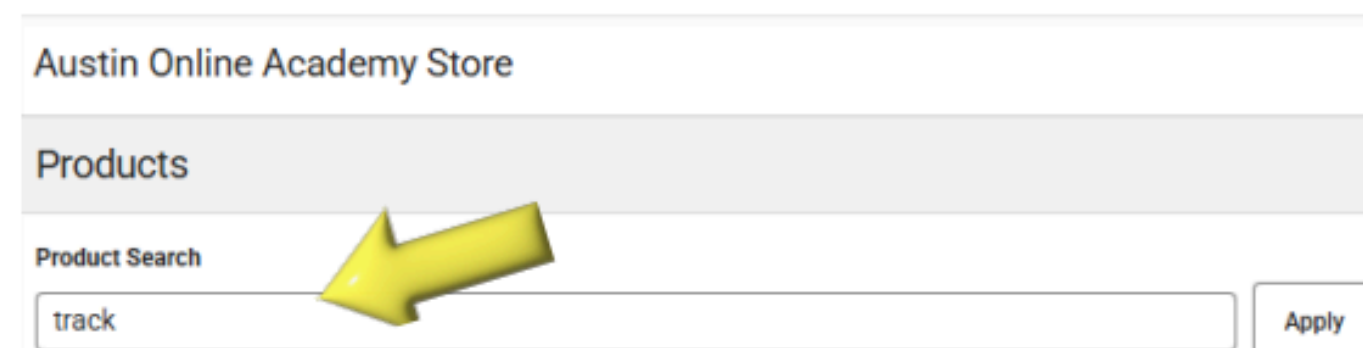 Austin Online Academy Store
Products
Product Search
track
Apply